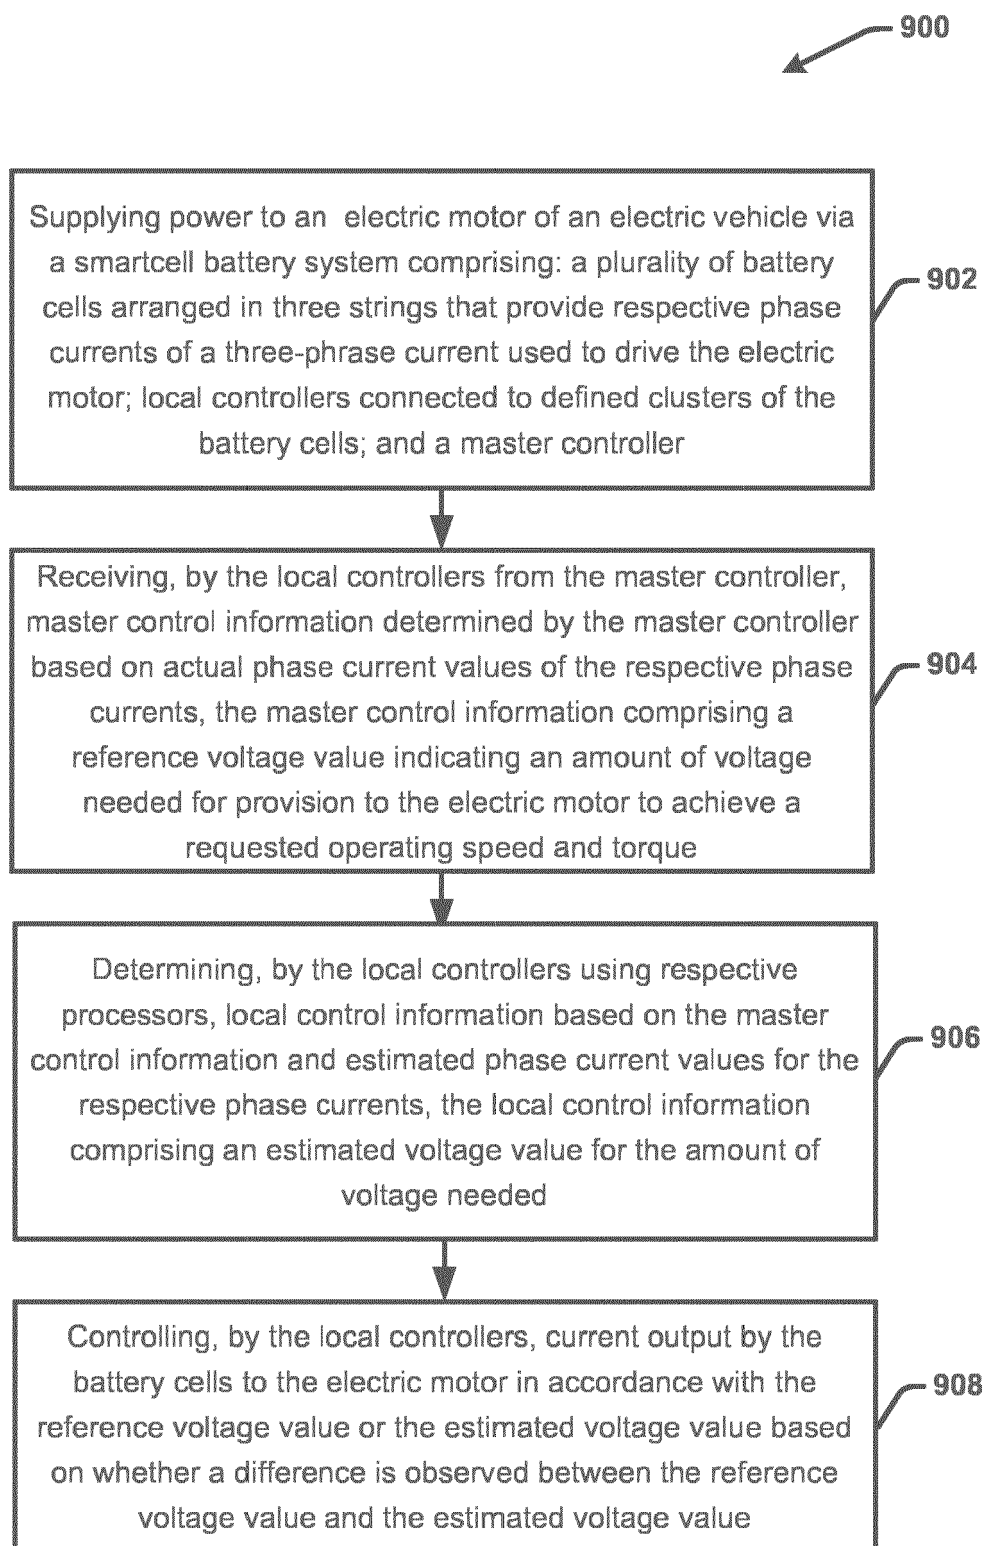 900
Supplying power to an electric motor of an electric vehicle via
a smartcell battery system comprising: a plurality of battery
cells arranged in three strings that provide respective phase
currents of a three-phrase current used to drive the electric
motor; local controllers connected to defined clusters of the
battery cells; and a master controller
902
Receiving, by the local controllers from the master controller,
master control information determined by the master controller
based on actual phase current values of the respective phase
currents, the master control information comprising a
reference voltage value indicating an amount of voltage
needed for provision to the electric motor to achieve a
requested operating speed and torque
904
Determining, by the local controllers using respective
processors, local control information based on the master
control information and estimated phase current values for the
respective phase currents, the local control information
comprising an estimated voltage value for the amount of
voltage needed
906
Controlling, by the local controllers, current output by the
battery cells to the electric motor in accordance with the
reference voltage value or the estimated voltage value based
on whether a difference is observed between the reference
voltage value and the estimated voltage value
908